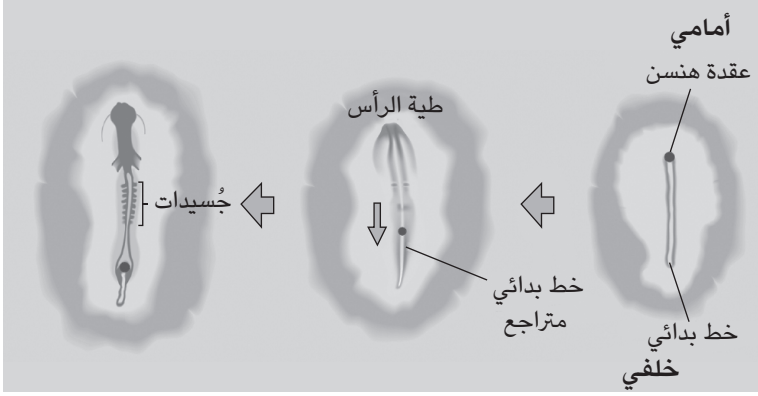 أمامي
عقدة هنسن
خط بدائي
خلفي
طية الرأس
خط بدائي
متراجع
جُسيدات